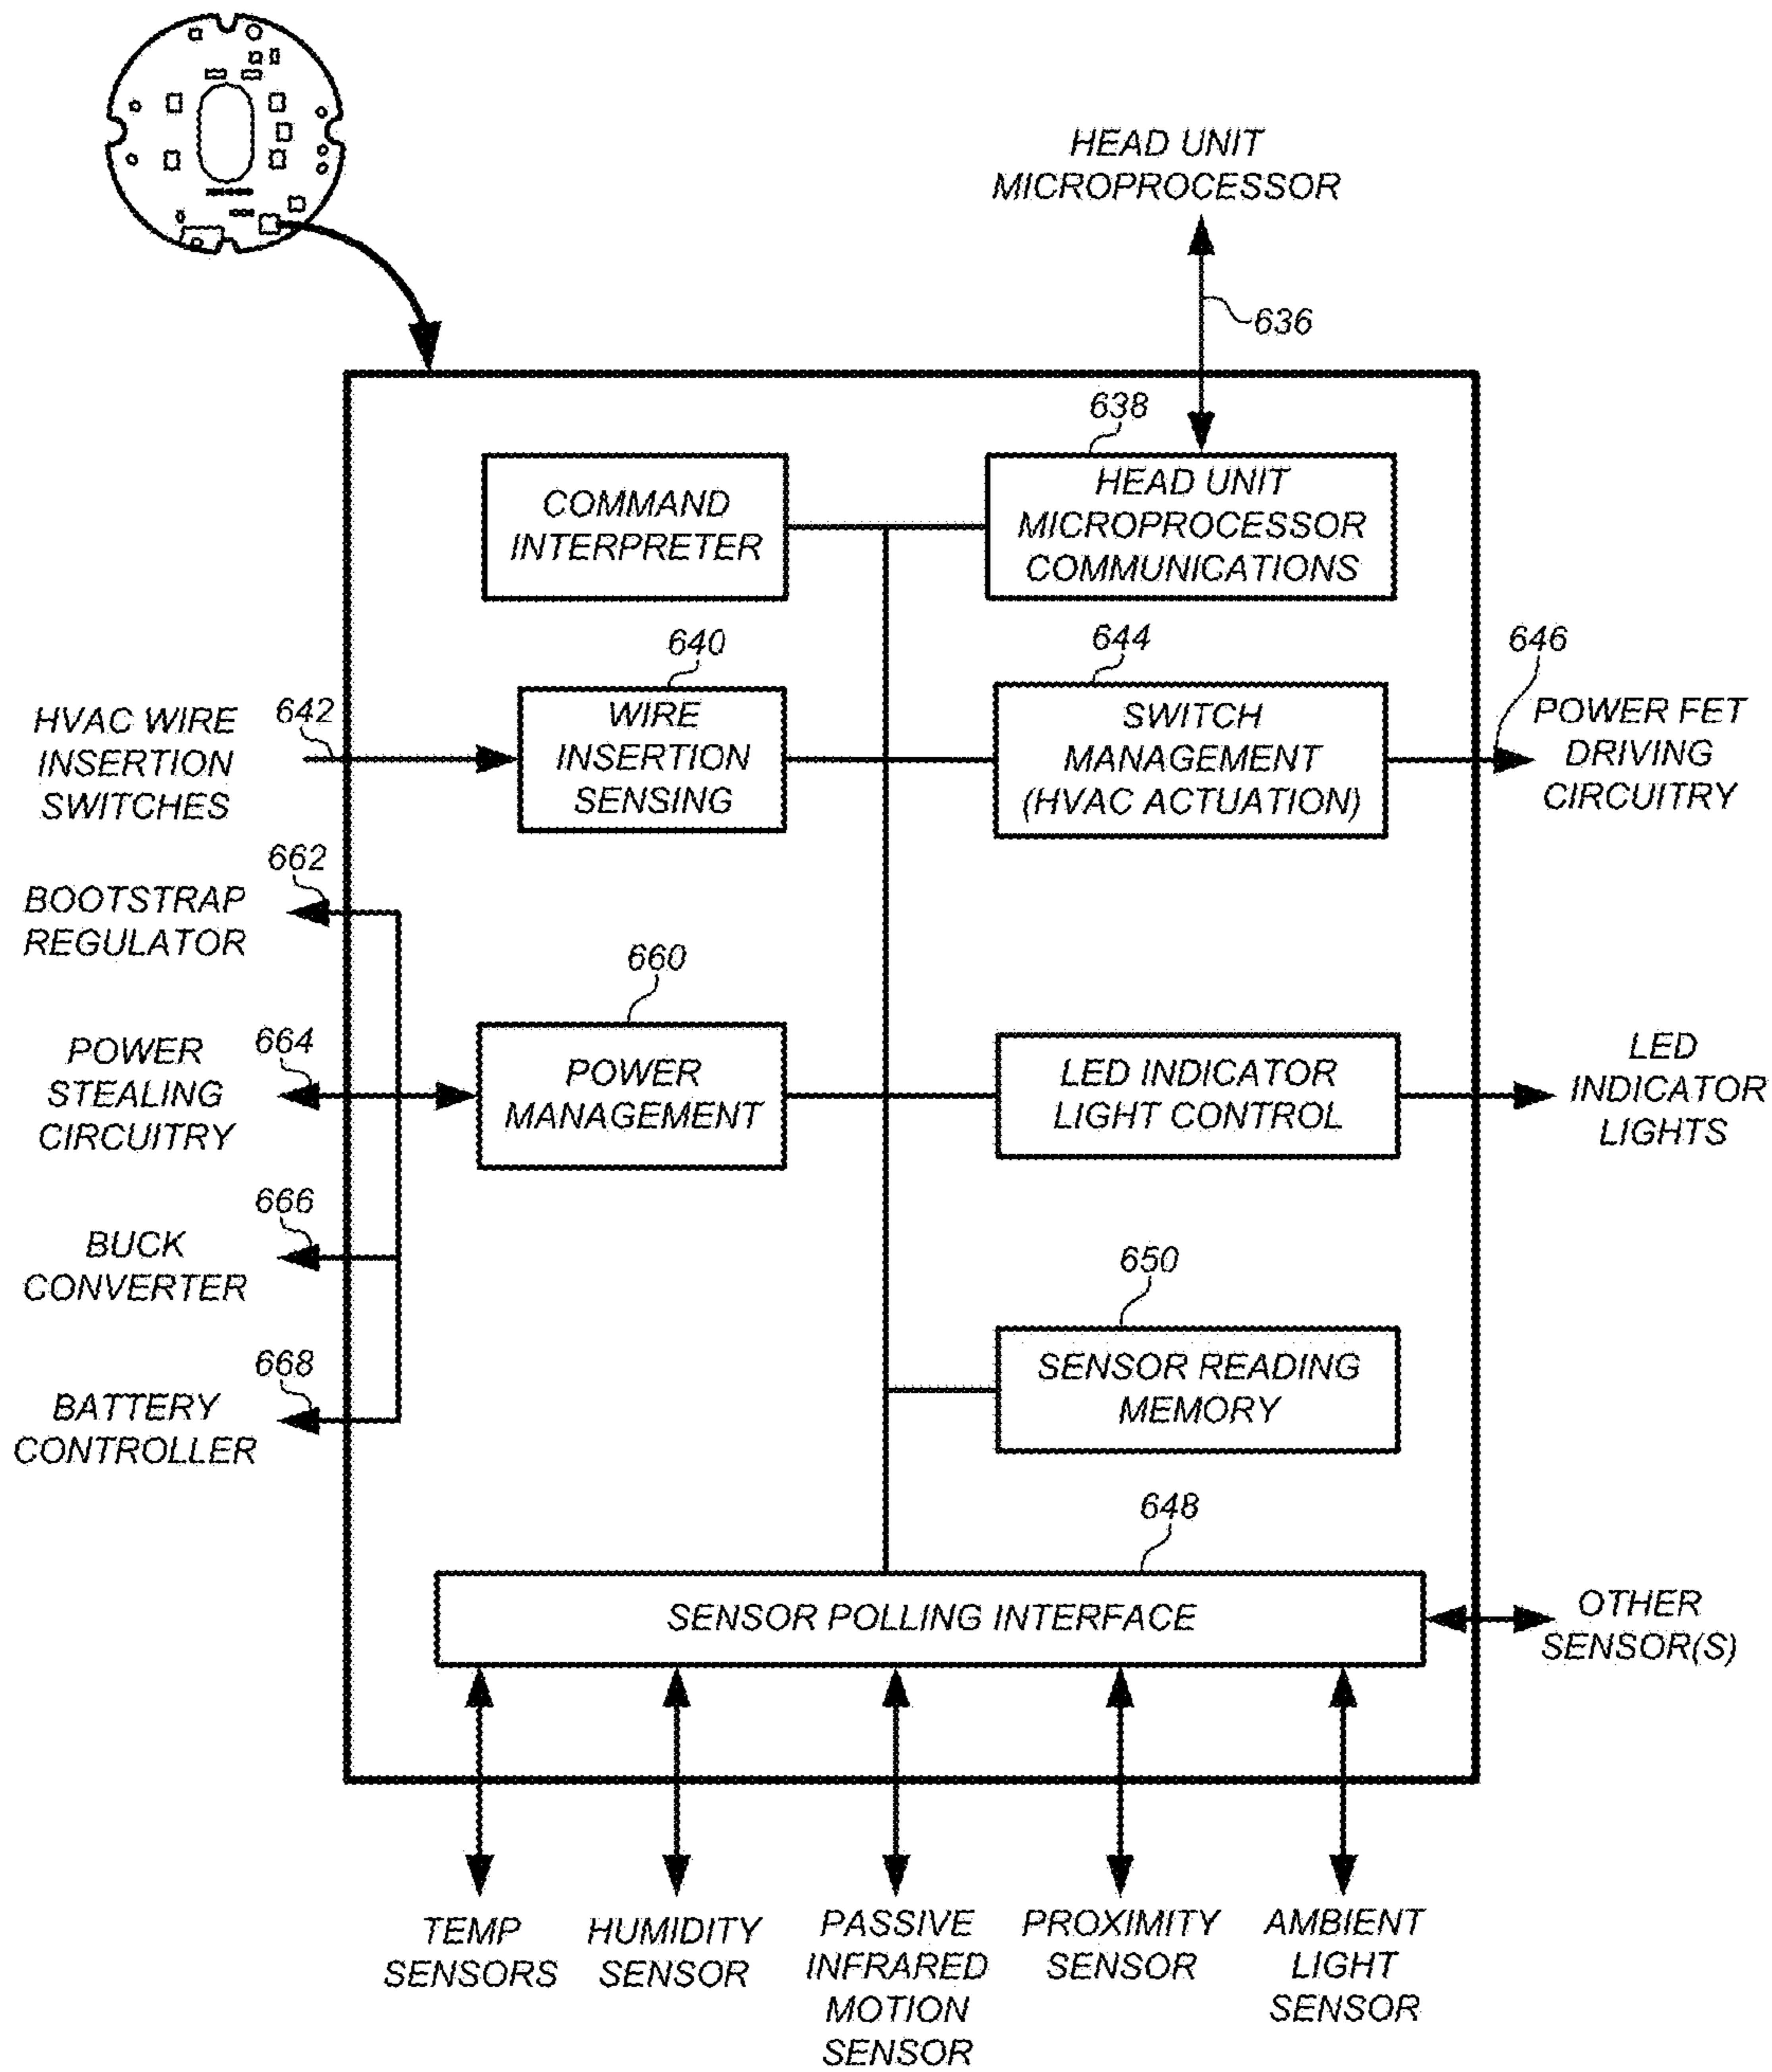 HEAD UNIT
MICROPROCESSOR
636
638
COMMAND
INTERPRETER
HEAD UNIT
MICROPROCESSOR
COMMUNICATIONS
640
644
646
HVAC WIRE
INSERTION
SWITCHES
642
WIRE
INSERTION
SENSING
SWITCH
MANAGEMENT
(HVAC ACTUATION)
POWER FET
DRIVING
CIRCUITRY
662
BOOTSTRAP
REGULATOR
660
POWER
STEALING
CIRCUITRY
664
POWER
MANAGEMENT
LED INDICATOR
LIGHT CONTROL
LED
INDICATOR
LIGHTS
666
BUCK
CONVERTER
650
SENSOR READING
MEMORY
668
BATTERY
CONTROLLER
648
SENSOR POLLING INTERFACE
OTHER
SENSOR(S)
TEMP
SENSORS
HUMIDITY
SENSOR
PASSIVE
INFRARED
MOTION
SENSOR
PROXIMITY
SENSOR
AMBIENT
LIGHT
SENSOR